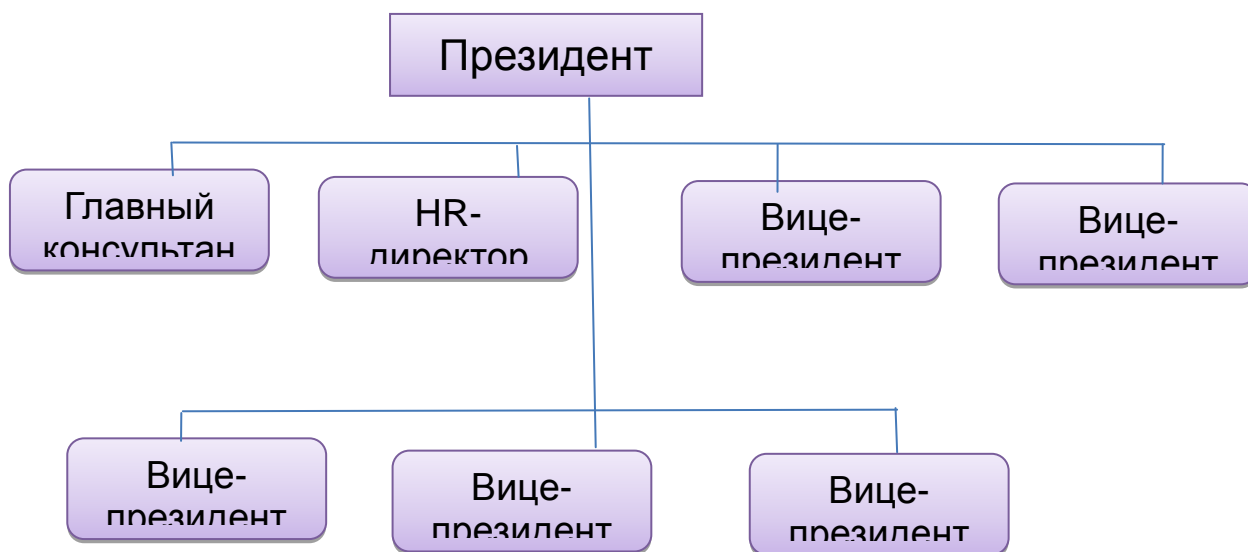 Президент
Главный
консультан
HR-
директор
Вице-
президент
Вице-
президент
Вице-
президент
Вице-
президент
Вице-
президент